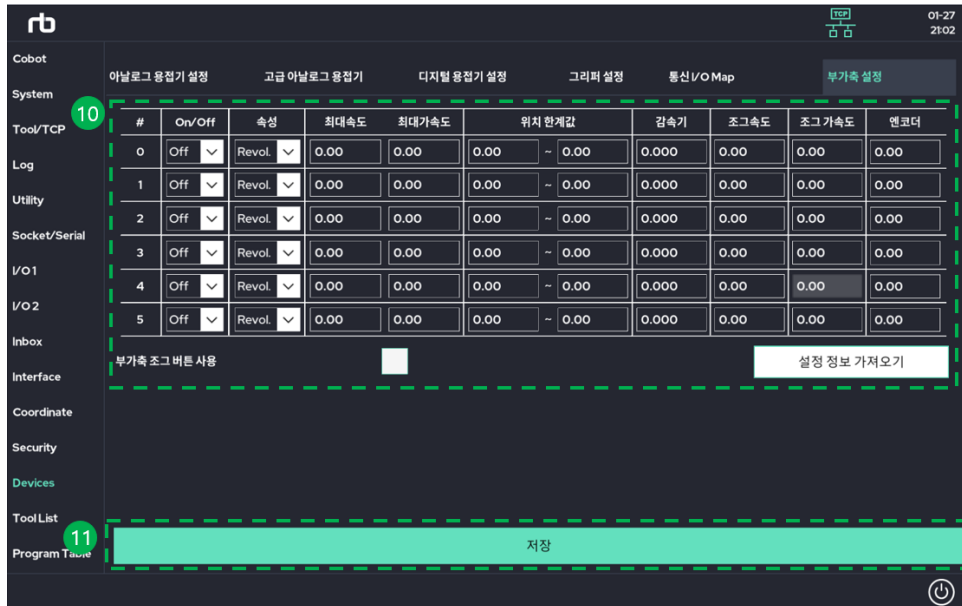 rb
TCP
01-27
21:02
Cobot
System
Tool/TCP
Log
Utility
Socket/Serial
I/O 1
I/O 2
Inbox
Interface
Coordinate
Security
Devices
Tool List
Program Table
아날로그 용접기 설정 고급 아날로그 용접기 디지털 용접기 설정 그리퍼 설정 통신 I/O Map 부가축 설정
10
# On/Off 속성 최대속도 최대가속도 위치 한계값 감속기 조그속도 조그 가속도 엔코더
0 Off Revol. 0.00 0.00 0.00 ~ 0.00 0.000 0.00 0.00 0.00
1 Off Revol. 0.00 0.00 0.00 ~ 0.00 0.000 0.00 0.00 0.00
2 Off Revol. 0.00 0.00 0.00 ~ 0.00 0.000 0.00 0.00 0.00
3 Off Revol. 0.00 0.00 0.00 ~ 0.00 0.000 0.00 0.00 0.00
4 Off Revol. 0.00 0.00 0.00 ~ 0.00 0.000 0.00 0.00 0.00
5 Off Revol. 0.00 0.00 0.00 ~ 0.00 0.000 0.00 0.00 0.00
부가축 조그 버튼 사용 설정 정보 가져오기
11
저장